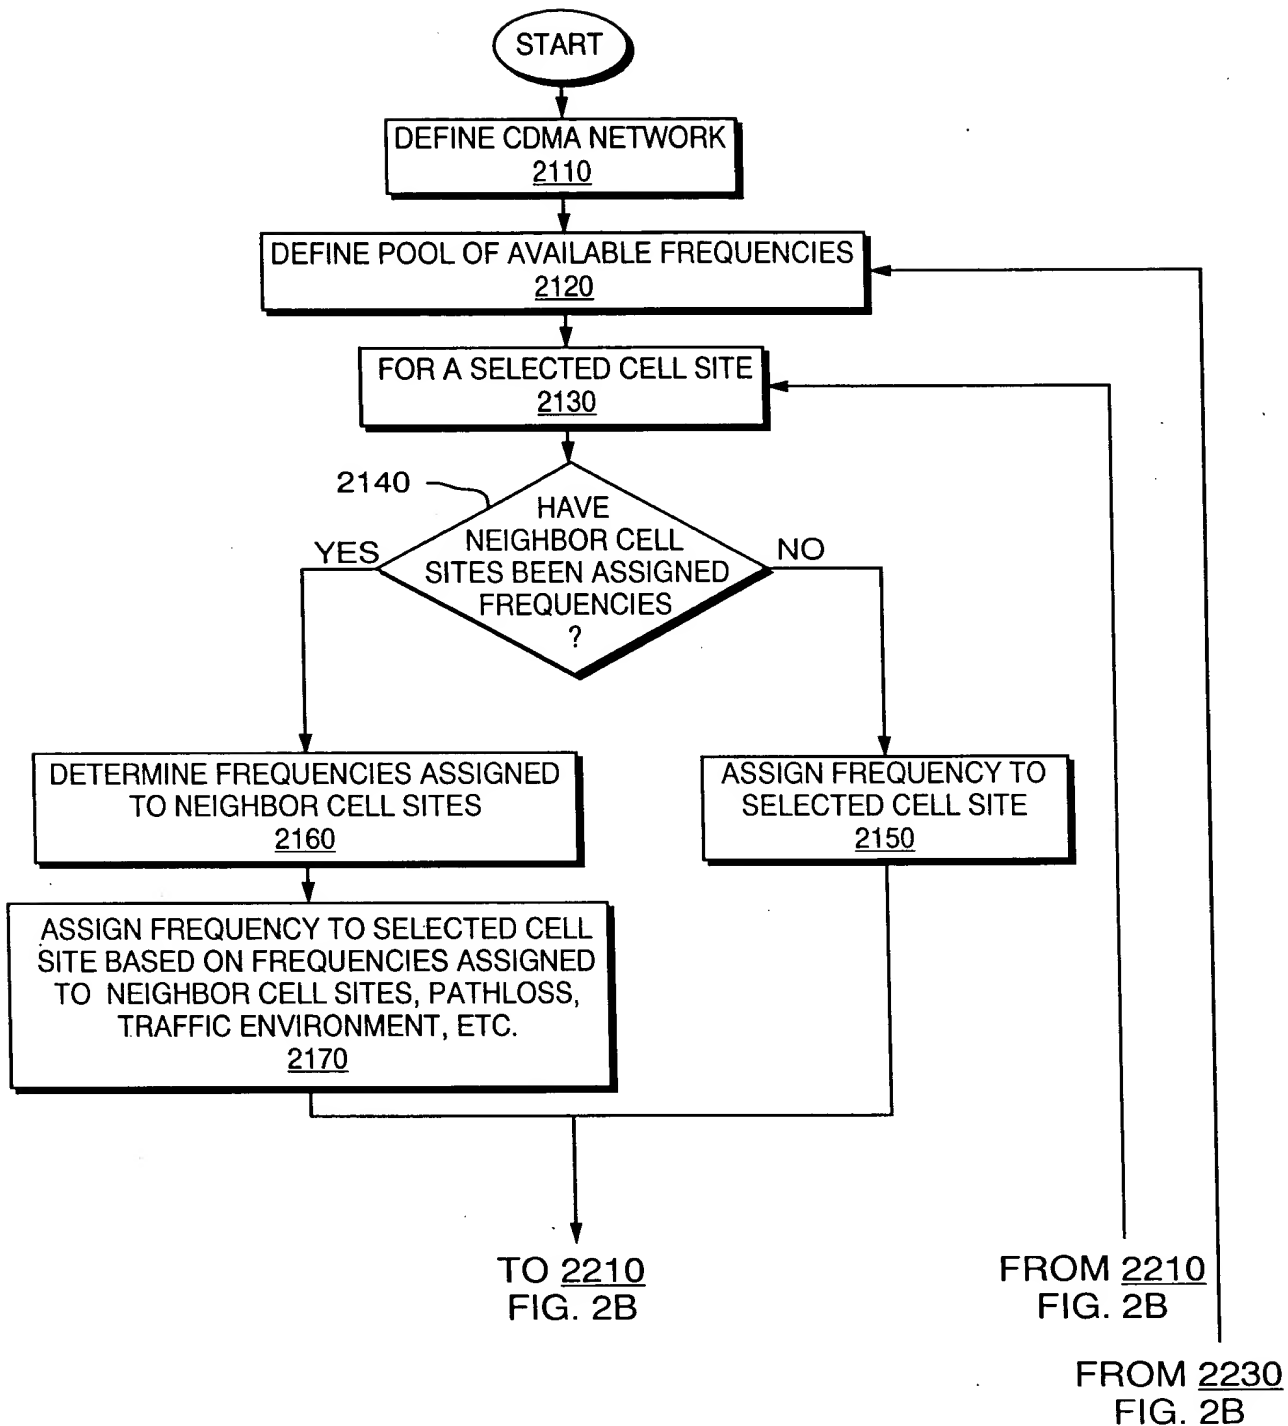 START
DEFINE CDMA NETWORK
2110
DEFINE POOL OF AVAILABLE FREQUENCIES
2120
FOR A SELECTED CELL SITE
2130
2140
HAVE
NEIGHBOR CELL
SITES BEEN ASSIGNED
FREQUENCIES
?
YES
NO
DETERMINE FREQUENCIES ASSIGNED
TO NEIGHBOR CELL SITES
2160
ASSIGN FREQUENCY TO
SELECTED CELL SITE
2150
ASSIGN FREQUENCY TO SELECTED CELL
SITE BASED ON FREQUENCIES ASSIGNED
TO NEIGHBOR CELL SITES, PATHLOSS,
TRAFFIC ENVIRONMENT, ETC.
2170
TO 2210
FIG. 2B
FROM 2210
FIG. 2B
FROM 2230
FIG. 2B